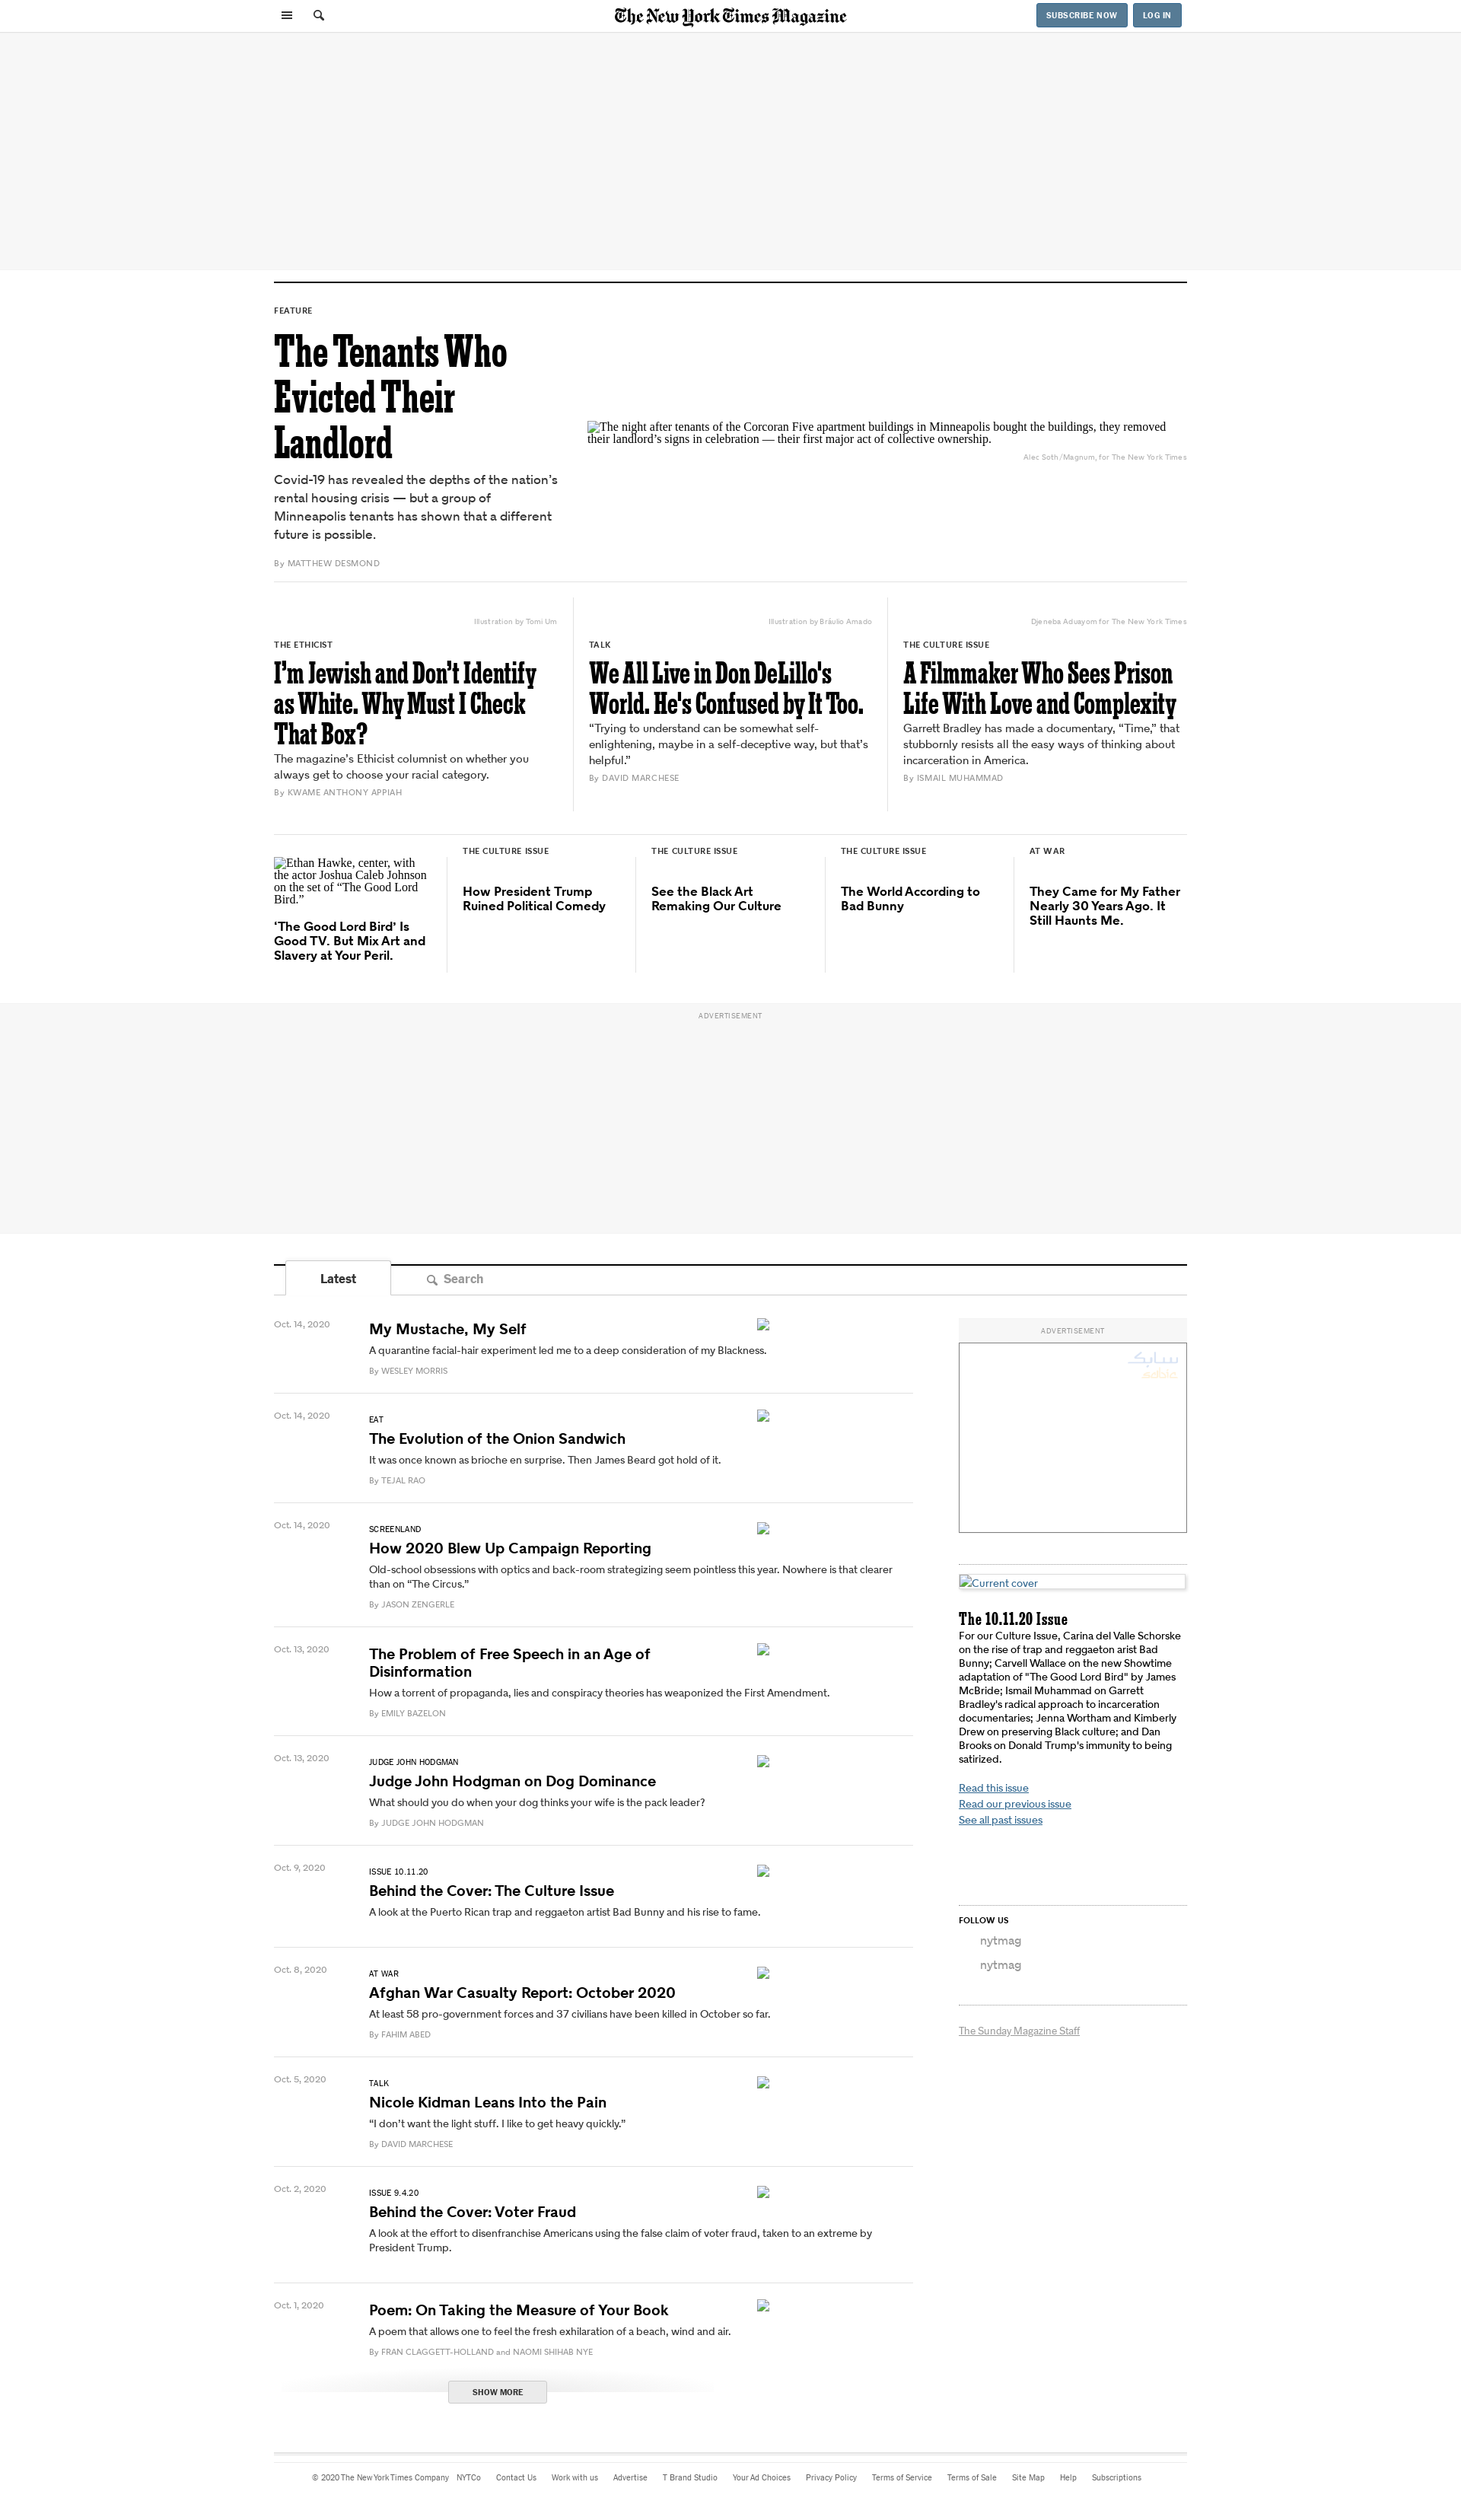 The New York Times Magazine
SUBSCRIBE NOW
LOG IN
FEATURE
The Tenants Who
Evicted Their
Landlord
Covid-19 has revealed the depths of the nation’s
rental housing crisis — but a group of
Minneapolis tenants has shown that a different
future is possible.
By MATTHEW DESMOND
The night after tenants of the Corcoran Five apartment buildings in Minneapolis bought the buildings, they removed
their landlord’s signs in celebration — their first major act of collective ownership.
Alec Soth/Magnum, for The New York Times
Illustration by Tomi Um
THE ETHICIST
I’m Jewish and Don’t Identify
as White. Why Must I Check
That Box?
The magazine’s Ethicist columnist on whether you
always get to choose your racial category.
By KWAME ANTHONY APPIAH
Illustration by Bráulio Amado
TALK
We All Live in Don DeLillo's
World. He's Confused by It Too.
“Trying to understand can be somewhat self-
enlightening, maybe in a self-deceptive way, but that’s
helpful.”
By DAVID MARCHESE
Djeneba Aduayom for The New York Times
THE CULTURE ISSUE
A Filmmaker Who Sees Prison
Life With Love and Complexity
Garrett Bradley has made a documentary, “Time,” that
stubbornly resists all the easy ways of thinking about
incarceration in America.
By ISMAIL MUHAMMAD
Ethan Hawke, center, with
the actor Joshua Caleb Johnson
on the set of “The Good Lord
Bird.”
‘The Good Lord Bird’ Is
Good TV. But Mix Art and
Slavery at Your Peril.
THE CULTURE ISSUE
How President Trump
Ruined Political Comedy
THE CULTURE ISSUE
See the Black Art
Remaking Our Culture
THE CULTURE ISSUE
The World According to
Bad Bunny
AT WAR
They Came for My Father
Nearly 30 Years Ago. It
Still Haunts Me.
ADVERTISEMENT
Latest
Search
Oct. 14, 2020
My Mustache, My Self
A quarantine facial-hair experiment led me to a deep consideration of my Blackness.
By WESLEY MORRIS
Oct. 14, 2020
EAT
The Evolution of the Onion Sandwich
It was once known as brioche en surprise. Then James Beard got hold of it.
By TEJAL RAO
Oct. 14, 2020
SCREENLAND
How 2020 Blew Up Campaign Reporting
Old-school obsessions with optics and back-room strategizing seem pointless this year. Nowhere is that clearer
than on “The Circus.”
By JASON ZENGERLE
Oct. 13, 2020
The Problem of Free Speech in an Age of
Disinformation
How a torrent of propaganda, lies and conspiracy theories has weaponized the First Amendment.
By EMILY BAZELON
Oct. 13, 2020
JUDGE JOHN HODGMAN
Judge John Hodgman on Dog Dominance
What should you do when your dog thinks your wife is the pack leader?
By JUDGE JOHN HODGMAN
Oct. 9, 2020
ISSUE 10.11.20
Behind the Cover: The Culture Issue
A look at the Puerto Rican trap and reggaeton artist Bad Bunny and his rise to fame.
Oct. 8, 2020
AT WAR
Afghan War Casualty Report: October 2020
At least 58 pro-government forces and 37 civilians have been killed in October so far.
By FAHIM ABED
Oct. 5, 2020
TALK
Nicole Kidman Leans Into the Pain
“I don’t want the light stuff. I like to get heavy quickly.”
By DAVID MARCHESE
Oct. 2, 2020
ISSUE 9.4.20
Behind the Cover: Voter Fraud
A look at the effort to disenfranchise Americans using the false claim of voter fraud, taken to an extreme by
President Trump.
Oct. 1, 2020
Poem: On Taking the Measure of Your Book
A poem that allows one to feel the fresh exhilaration of a beach, wind and air.
By FRAN CLAGGETT-HOLLAND and NAOMI SHIHAB NYE
SHOW MORE
ADVERTISEMENT
سابک
sabic
Current cover
The 10.11.20 Issue
For our Culture Issue, Carina del Valle Schorske
on the rise of trap and reggaeton arist Bad
Bunny; Carvell Wallace on the new Showtime
adaptation of "The Good Lord Bird" by James
McBride; Ismail Muhammad on Garrett
Bradley's radical approach to incarceration
documentaries; Jenna Wortham and Kimberly
Drew on preserving Black culture; and Dan
Brooks on Donald Trump's immunity to being
satirized.
Read this issue
Read our previous issue
See all past issues
FOLLOW US
nytmag
nytmag
The Sunday Magazine Staff
© 2020 The New York Times Company NYTCo Contact Us Work with us Advertise T Brand Studio Your Ad Choices Privacy Policy Terms of Service Terms of Sale Site Map Help Subscriptions